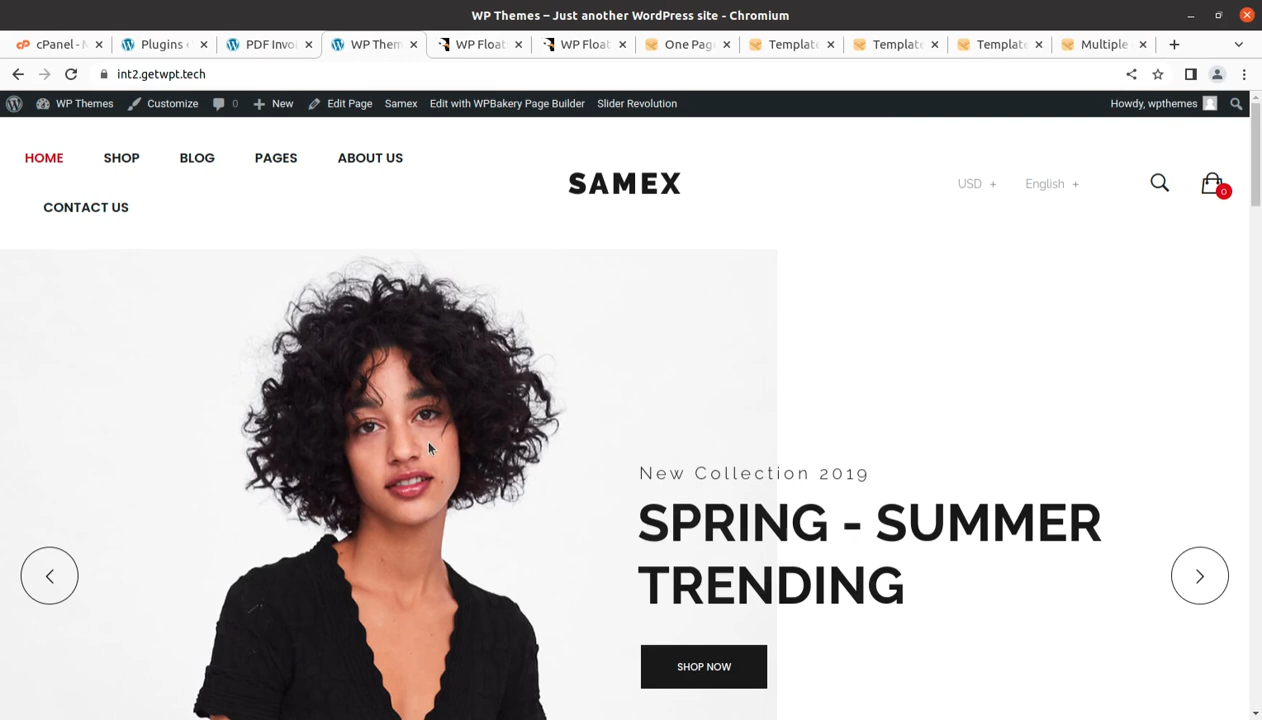 WP Themes – Just another WordPress site - Chromium
cPanel - M
Plugins
PDF Invoi
WP Them
WP Float
WP Float
One Page
Template
Template
Template
Multiple
int2.getwpt.tech
WP Themes Customize 0 New Edit Page Samex Edit with WPBakery Page Builder Slider Revolution Howdy, wpthemes
HOME SHOP BLOG PAGES ABOUT US
CONTACT US
SAMEX
USD + English +
0
New Collection 2019
SPRING - SUMMER
TRENDING
SHOP NOW